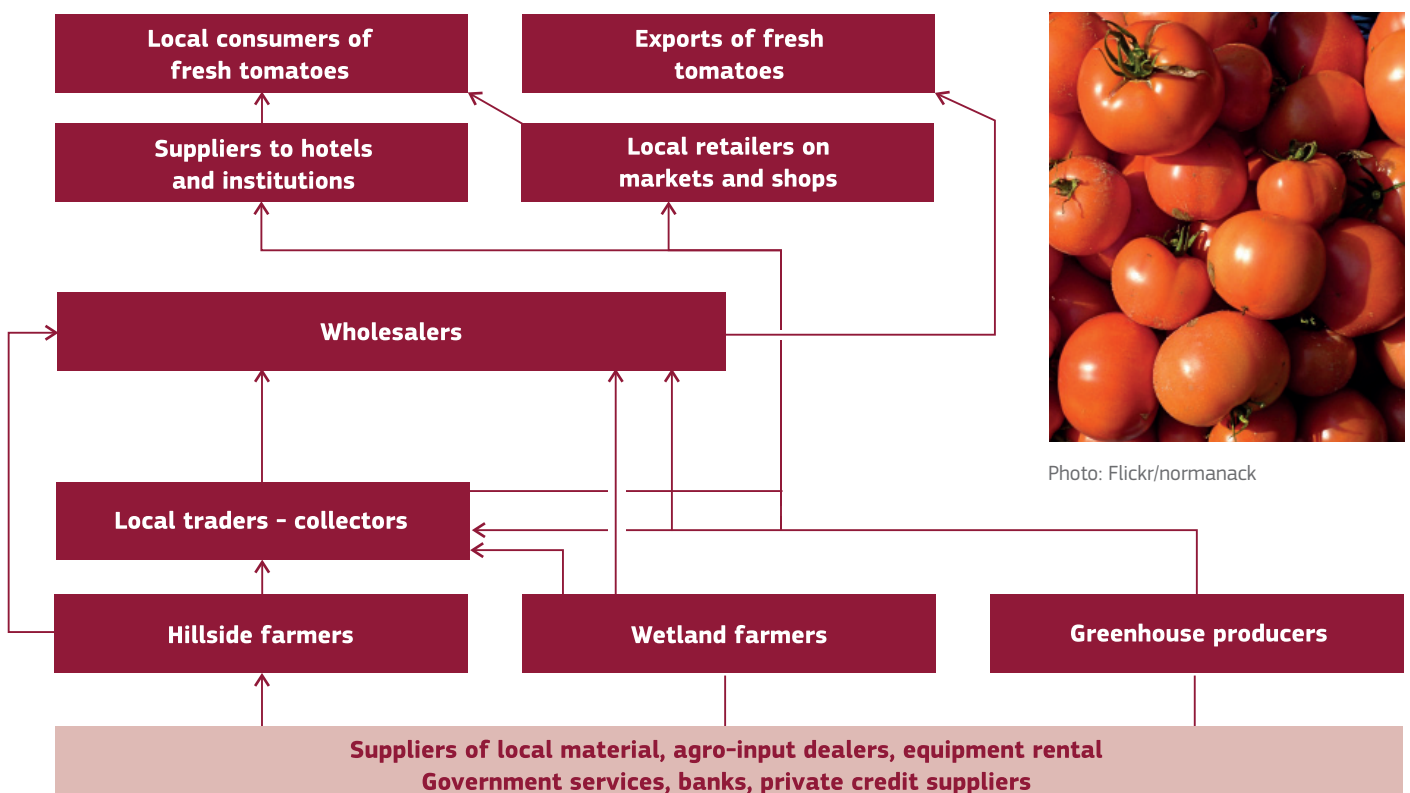 Local consumers of
fresh tomatoes
Exports of fresh
tomatoes
Suppliers to hotels
and institutions
Local retailers on
markets and shops
Wholesalers
Photo: Flickr/normanack
Local traders - collectors
Hillside farmers
Wetland farmers
Greenhouse producers
Suppliers of local material, agro-input dealers, equipment rental
Government services, banks, private credit suppliers